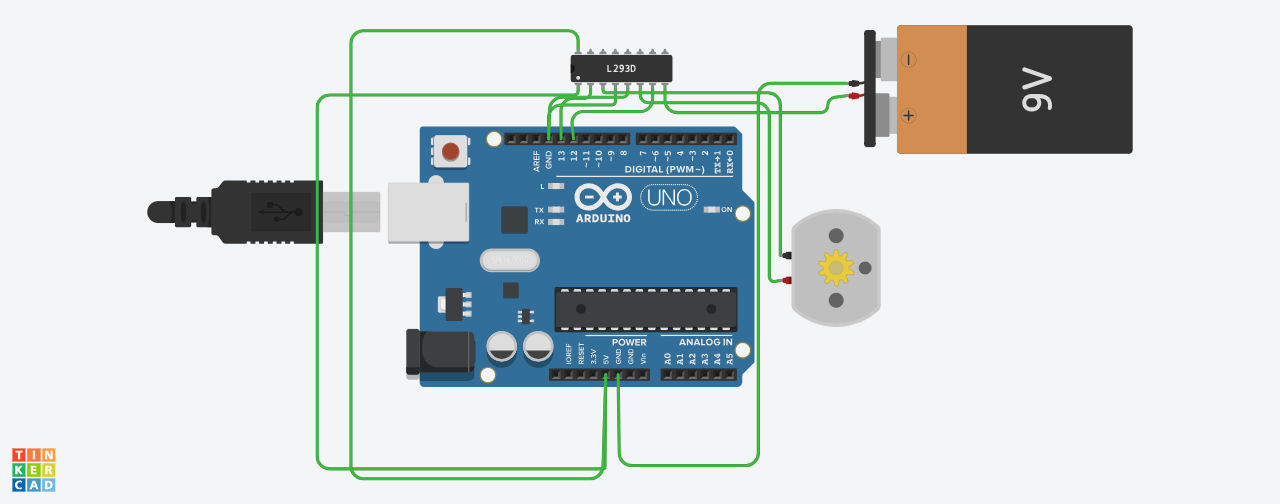 L293D
9V
AREF
GND
13
12
~11
~10
~9
8
7
~6
~5
4
~3
2
TX→1
RX←0
DIGITAL (PWM~)
L
TX
RX
ARDUINO
UNO
ON
POWER
ANALOG IN
IOREF
RESET
3.3V
5V
GND
GND
Vin
A0
A1
A2
A3
A4
A5
TIN
KER
CAD